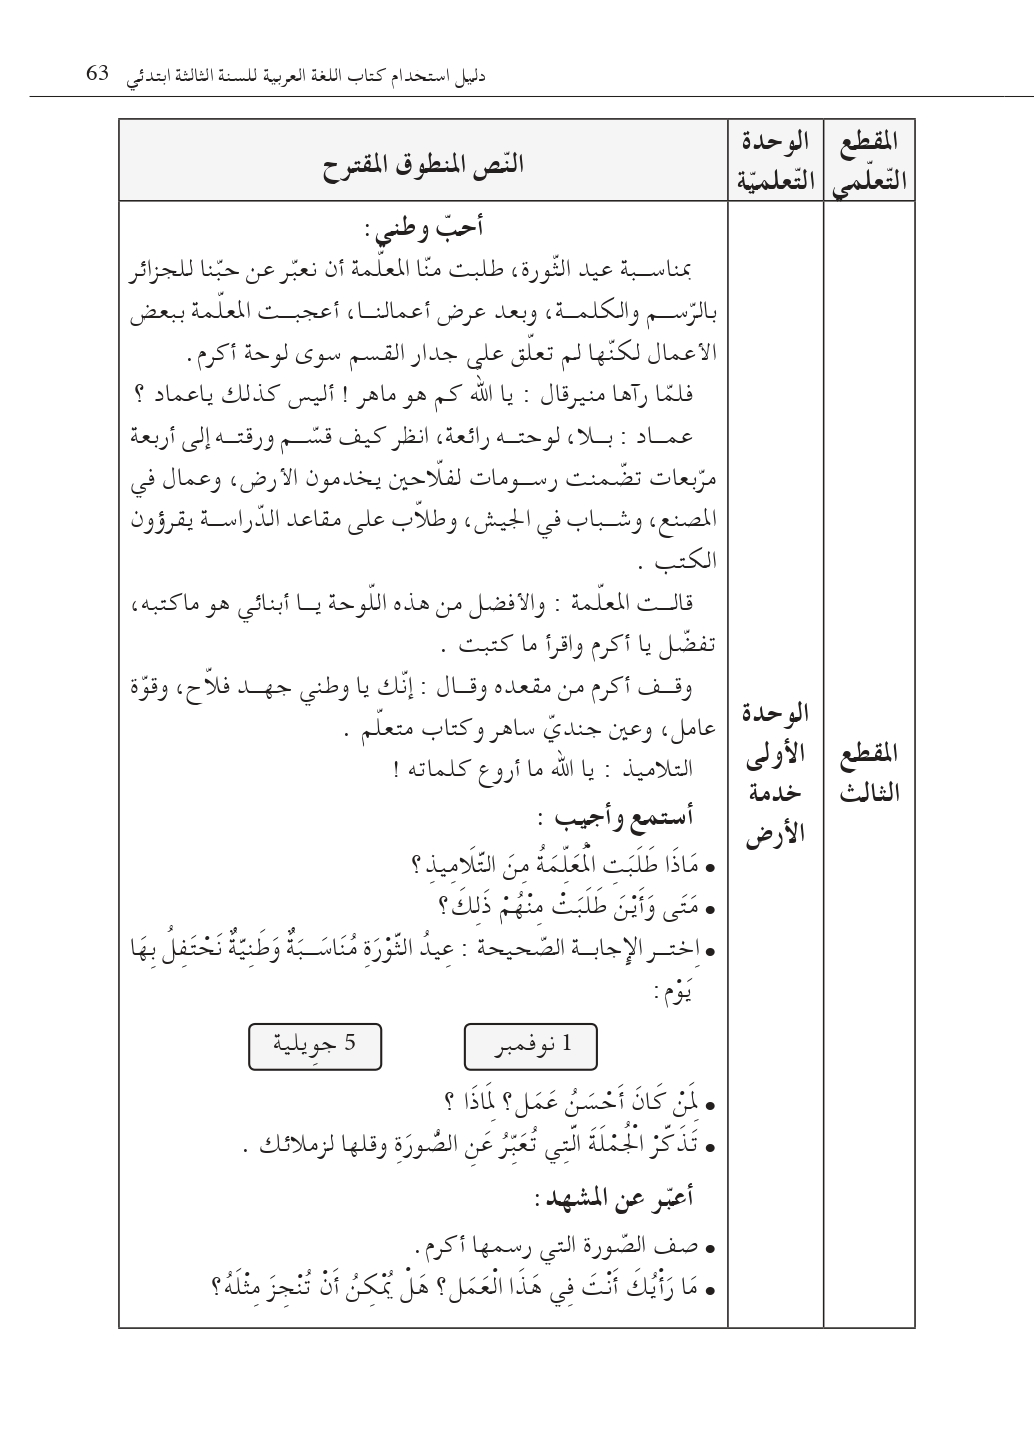 دليل استخدام كتاب اللغة العربية للسنة الثالثة ابتدئي 63
المقطع التّعلّمي
الوحدة التّعلميّة
النّص المنطوق المقترح
المقطع الثالث
الوحدة الأولى خدمة الأرض
أحبّ وطني :
بمناسبة عيد الثّورة، طلبت منّا المعلّمة أن نعبّر عن حبّنا للجزائر
بالرّسم والكلمة، وبعد عرض أعمالنا، أعجبت المعلّمة ببعض
الأعمال لكنّها لم تعلّق على جدار القسم سوى لوحة أكرم .
فلمّا رآها منيرقال : يا الله كم هو ماهر ! أليس كذلك ياعماد ؟
عماد : بلا، لوحته رائعة، انظر كيف قسّم ورقته إلى أربعة
مرّبعات تضّمنت رسومات لفلّاحين يخدمون الأرض، وعمال في
المصنع، وشباب في الجيش، وطلاّب على مقاعد الدّراسة يقرؤون
الكتب .
قالت المعلّمة : والأفضل من هذه اللّوحة يا أبنائي هو ماكتبه،
تفضّل يا أكرم واقرأ ما كتبت .
وقف أكرم من مقعده وقال : إنّك يا وطني جهد فلاّح، وقوّة
عامل، وعين جنديّ ساهر وكتاب متعلّم .
التلاميذ : يا الله ما أروع كلماته !
أستمع وأجيب :
• مَاذَا طَلَبَتِ الْمُعَلِّمَةُ مِنَ التّلَامِيذِ؟
• مَتَى وَأَيْنَ طَلَبَتْ مِنْهُمْ ذَلِكَ؟
• اِختر الإِجابة الصّحيحة : عِيدُ الثّوْرَةِ مُنَاسَبَةٌ وَطَنِيّةٌ نَحْتَفِلُ بِهَا
يَوْم :
1 نوفمبر
5 جوِيلية
• لِمَنْ كَانَ أَحْسَنُ عَمَل؟ لِمَاذَا ؟
• تَذَكّرْ الْجُمْلَةَ الّتِي تُعَبّرُ عَنِ الصُّورَةِ وقلها لزملائك .
أعبّر عن المشهد :
• صف الصّورة التي رسمها أكرم .
• مَا رَأْيُكَ أَنْتَ فِي هَذَا الْعَمَل؟ هَلْ يُمْكِنُ أَنْ تُنْجِزَ مِثْلَهُ؟